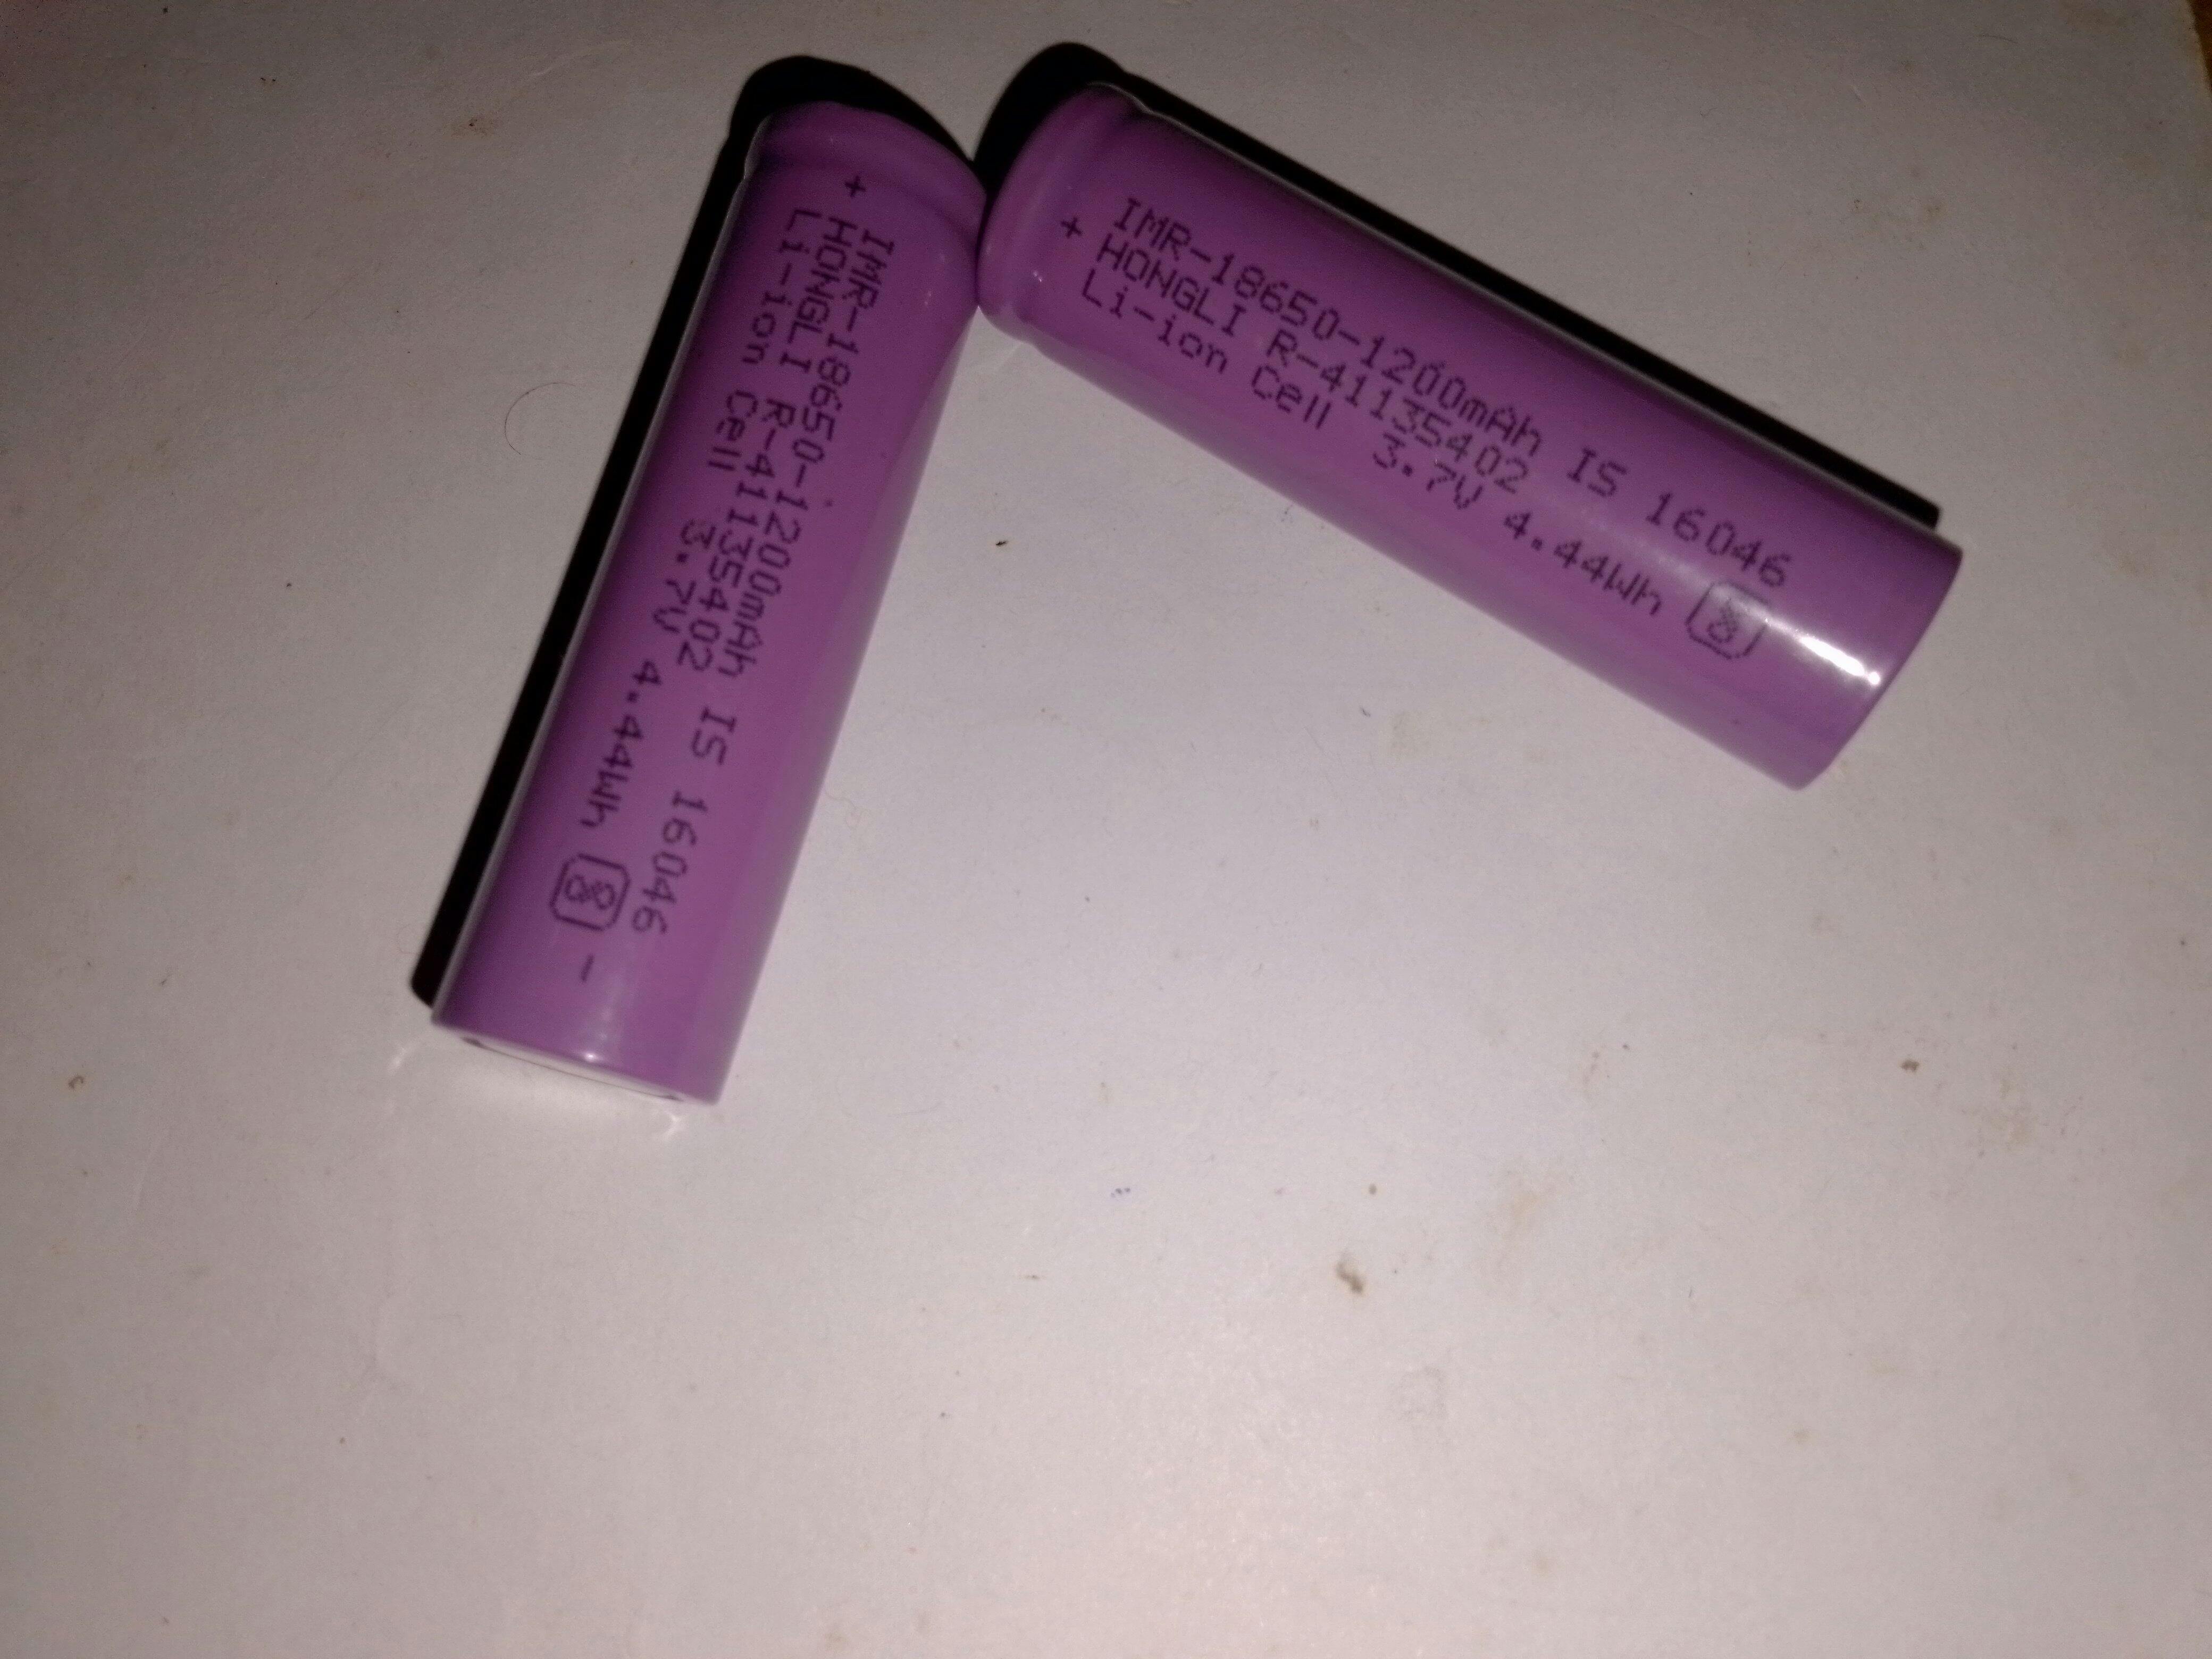 +
IMR-18650-1200mAh IS 16046
HONGLI R-41135402
Li-ion Cell 3.7V 4.44Wh
-
+
IMR-18650-1200mAh IS 16046
HONGLI R-41135402
Li-ion Cell 3.7V 4.44Wh